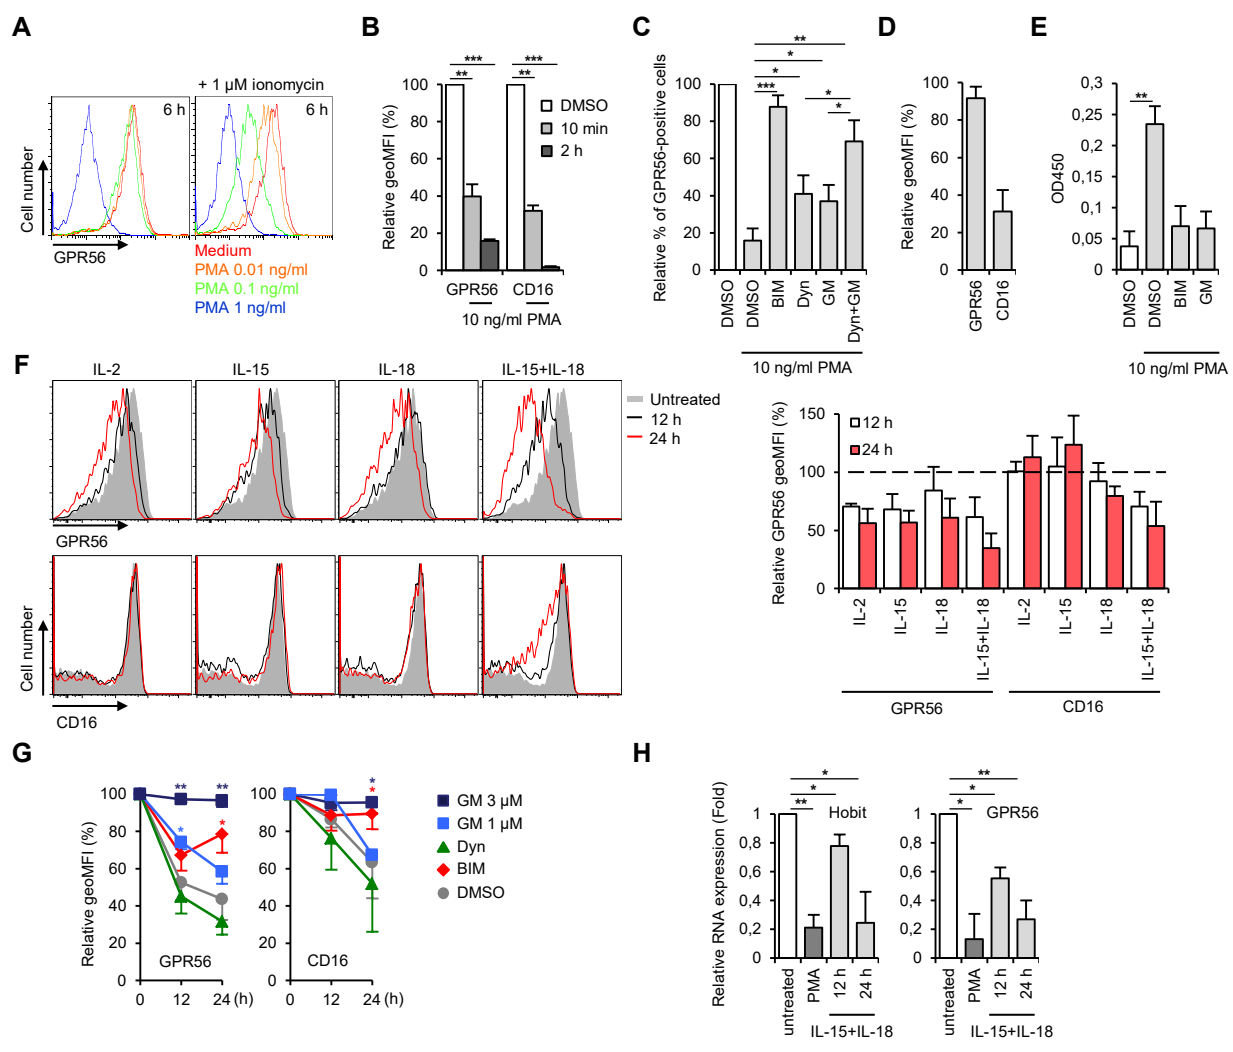 A
+ 1 µM ionomycin
6 h
6 h
Cell number
GPR56
Medium
PMA 0.01 ng/ml
PMA 0.1 ng/ml
PMA 1 ng/ml
B
Relative geoMFI (%)
100
80
60
40
20
0
***
**
***
**
DMSO
10 min
2 h
GPR56
CD16
10 ng/ml PMA
C
Relative % of GPR56-positive cells
100
80
60
40
20
0
**
*
*
***
*
*
DMSO
DMSO
BIM
Dyn
GM
Dyn+GM
10 ng/ml PMA
D
Relative geoMFI (%)
100
80
60
40
20
0
GPR56
CD16
E
OD450
0,3
0,25
0,2
0,15
0,1
0,05
0
**
DMSO
DMSO
BIM
GM
10 ng/ml PMA
F
IL-2
IL-15
IL-18
IL-15+IL-18
Untreated
12 h
24 h
GPR56
Cell number
CD16
Relative GPR56 geoMFI (%)
150
100
50
0
12 h
24 h
IL-2
IL-15
IL-18
IL-15+IL-18
IL-2
IL-15
IL-18
IL-15+IL-18
GPR56
CD16
G
Relative geoMFI (%)
100
80
60
40
20
0
**
**
*
*
GPR56
0
12
24 (h)
100
80
60
40
20
0
*
*
CD16
0
12
24 (h)
GM 3 µM
GM 1 µM
Dyn
BIM
DMSO
H
Relative RNA expression (Fold)
1
0,8
0,6
0,4
0,2
0
*
*
**
Hobit
untreated
PMA
12 h
24 h
IL-15+IL-18
1
0,8
0,6
0,4
0,2
0
**
*
*
GPR56
untreated
PMA
12 h
24 h
IL-15+IL-18